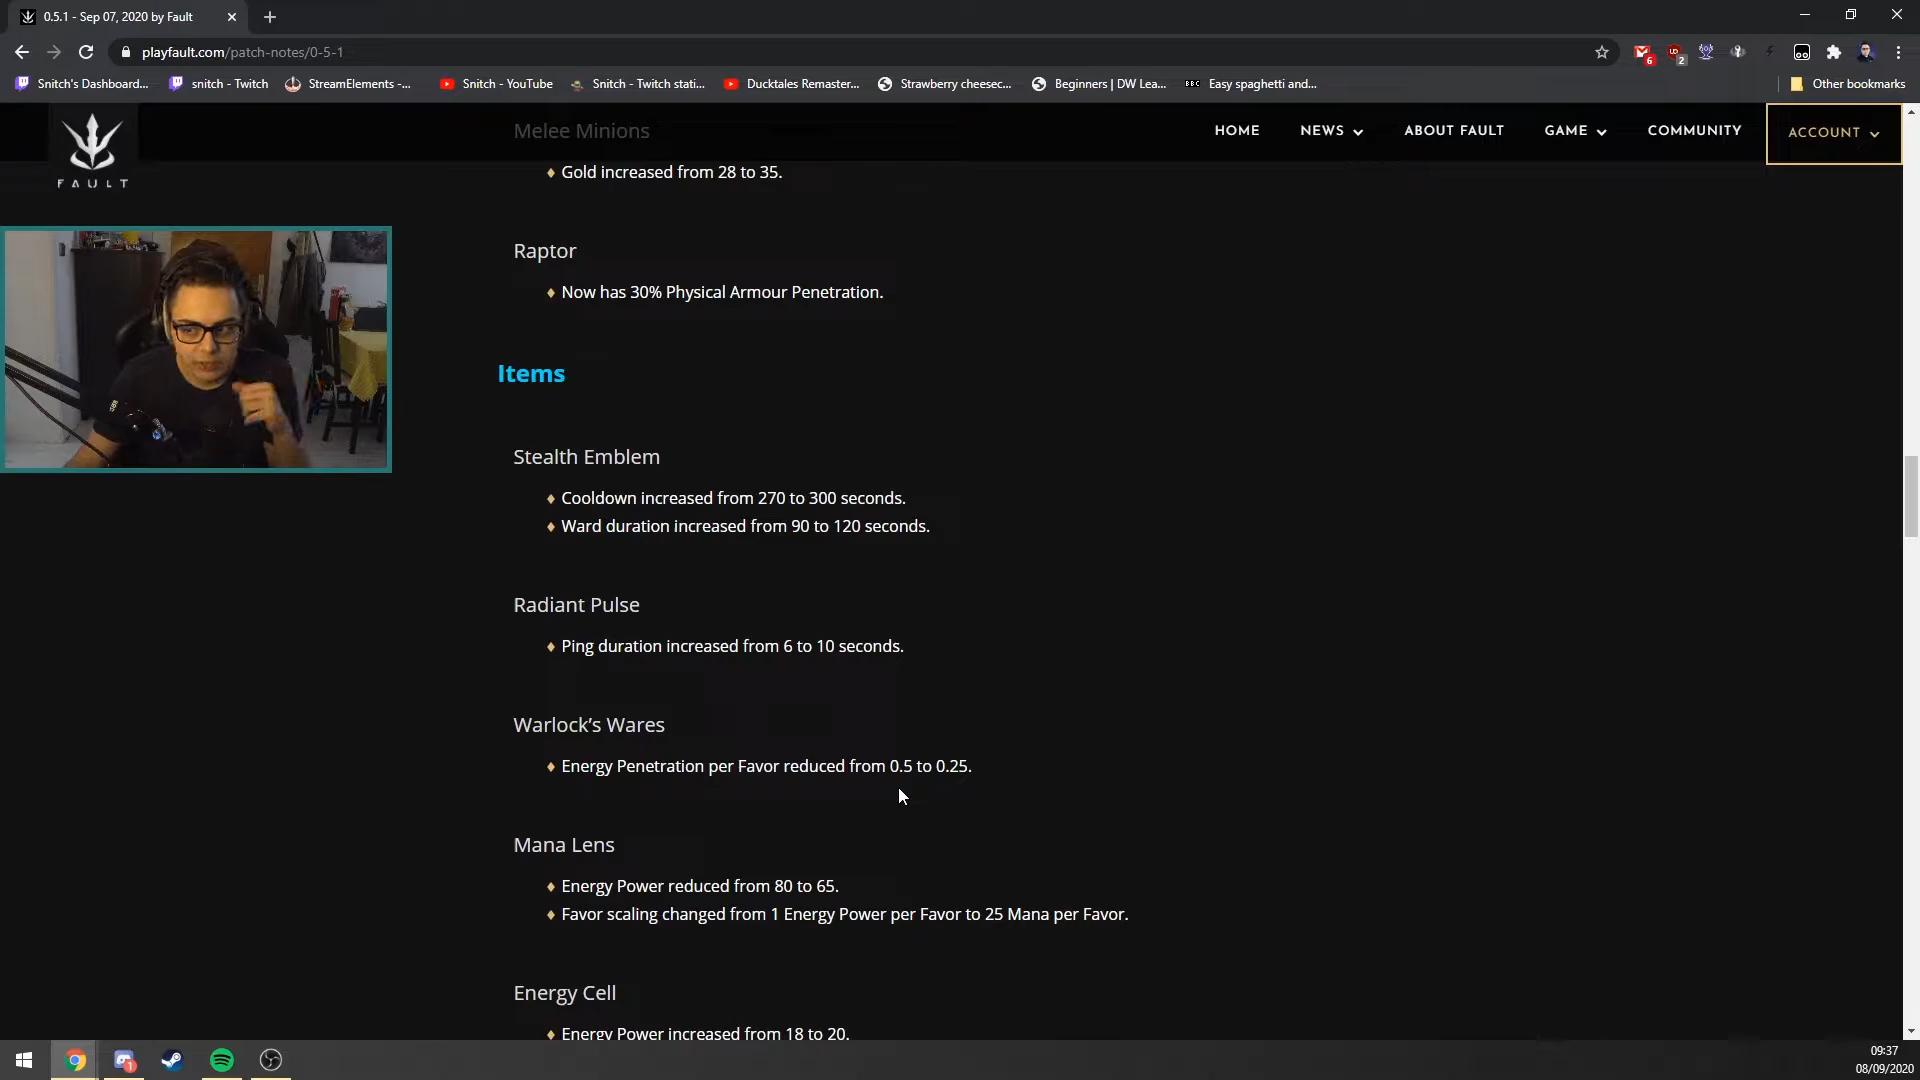 0.5.1 - Sep 07, 2020 by Fault
playfault.com/patch-notes/0-5-1
6
2
Snitch's Dashboard...
snitch - Twitch
StreamElements -...
Snitch - YouTube
Snitch - Twitch stati...
Ducktales Remaster...
Strawberry cheesec...
Beginners | DW Lea...
BBC
Easy spaghetti and...
Other bookmarks
FAULT
HOME
NEWS
ABOUT FAULT
GAME
COMMUNITY
ACCOUNT
Melee Minions
Gold increased from 28 to 35.
Raptor
Now has 30% Physical Armour Penetration.
Items
Stealth Emblem
Cooldown increased from 270 to 300 seconds.
Ward duration increased from 90 to 120 seconds.
Radiant Pulse
Ping duration increased from 6 to 10 seconds.
Warlock’s Wares
Energy Penetration per Favor reduced from 0.5 to 0.25.
Mana Lens
Energy Power reduced from 80 to 65.
Favor scaling changed from 1 Energy Power per Favor to 25 Mana per Favor.
Energy Cell
Energy Power increased from 18 to 20.
1
09:37
08/09/2020